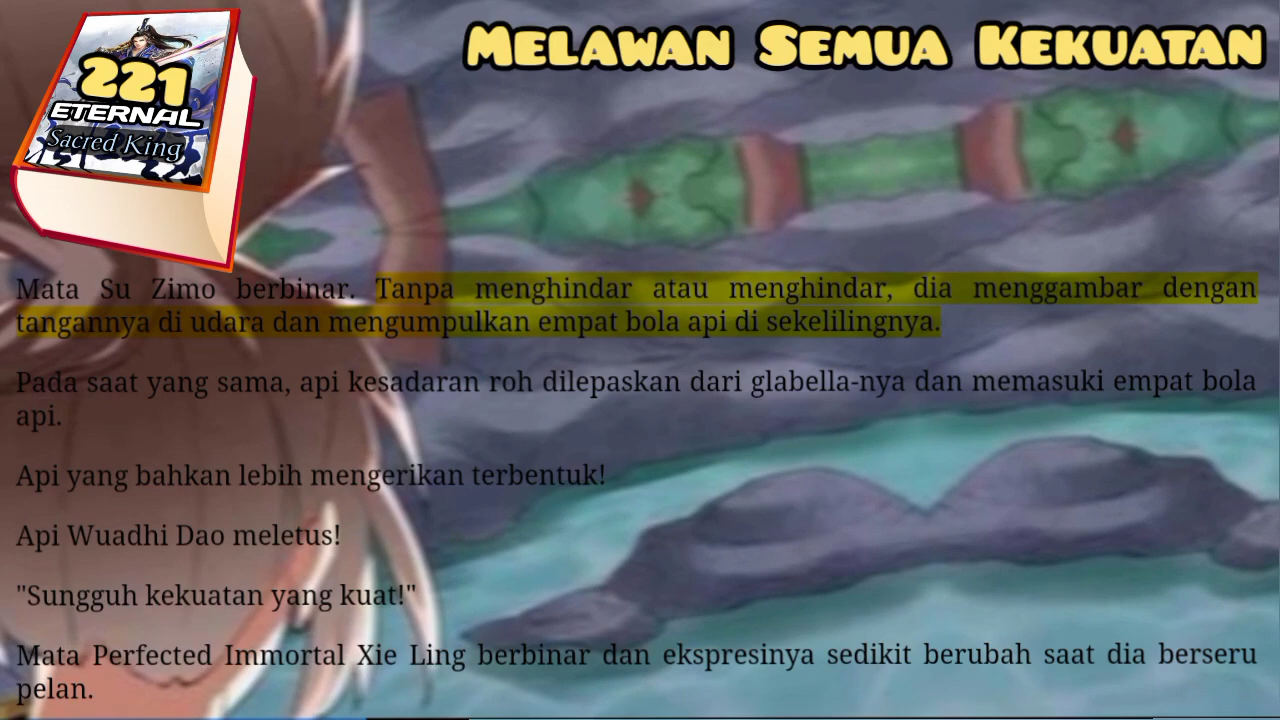 221
ETERNAL
Sacred King
MELAWAN SEMUA KEKUATAN
Mata Su Zimo berbinar. Tanpa menghindar atau menghindar, dia menggambar dengan
tangannya di udara dan mengumpulkan empat bola api di sekelilingnya.
Pada saat yang sama, api kesadaran roh dilepaskan dari glabella-nya dan memasuki empat bola
api.
Api yang bahkan lebih mengerikan terbentuk!
Api Wuadhi Dao meletus!
"Sungguh kekuatan yang kuat!"
Mata Perfected Immortal Xie Ling berbinar dan ekspresinya sedikit berubah saat dia berseru
pelan.